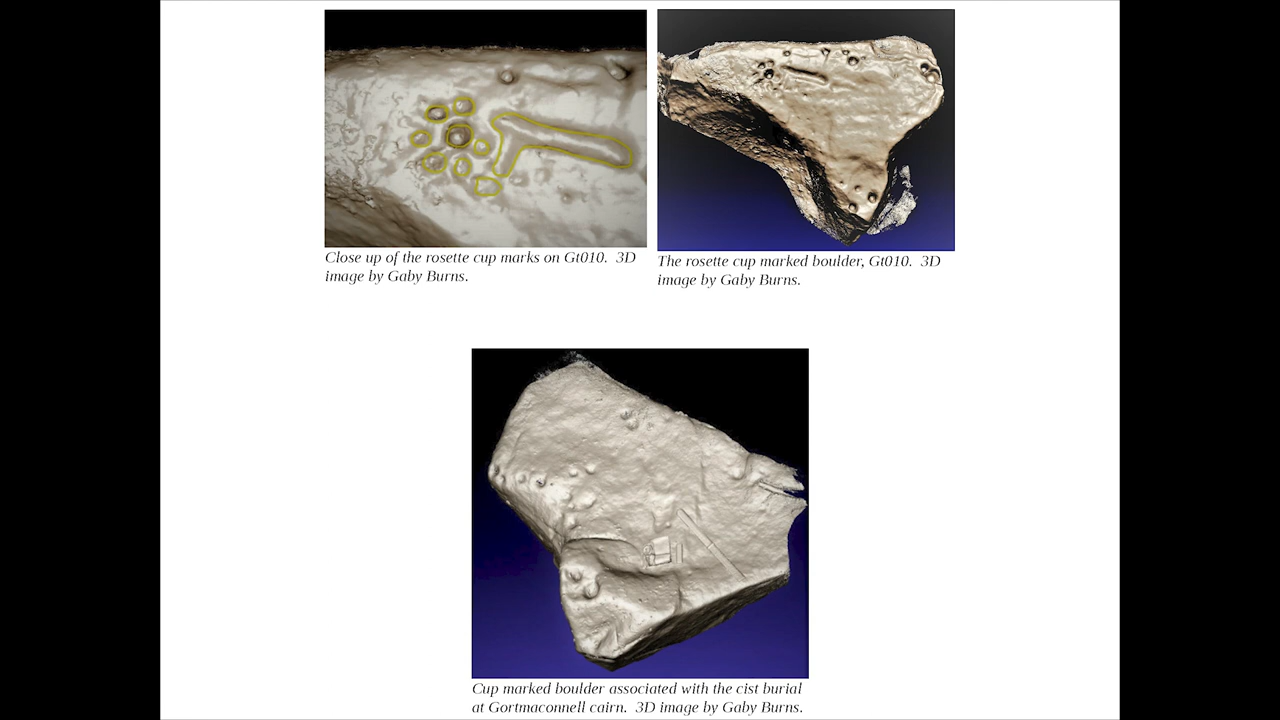 Close up of the rosette cup marks on Gt010.  3D
image by Gaby Burns.
The rosette cup marked boulder, Gt010.  3D
image by Gaby Burns.
Cup marked boulder associated with the cist burial
at Gortmaconnell cairn.  3D image by Gaby Burns.